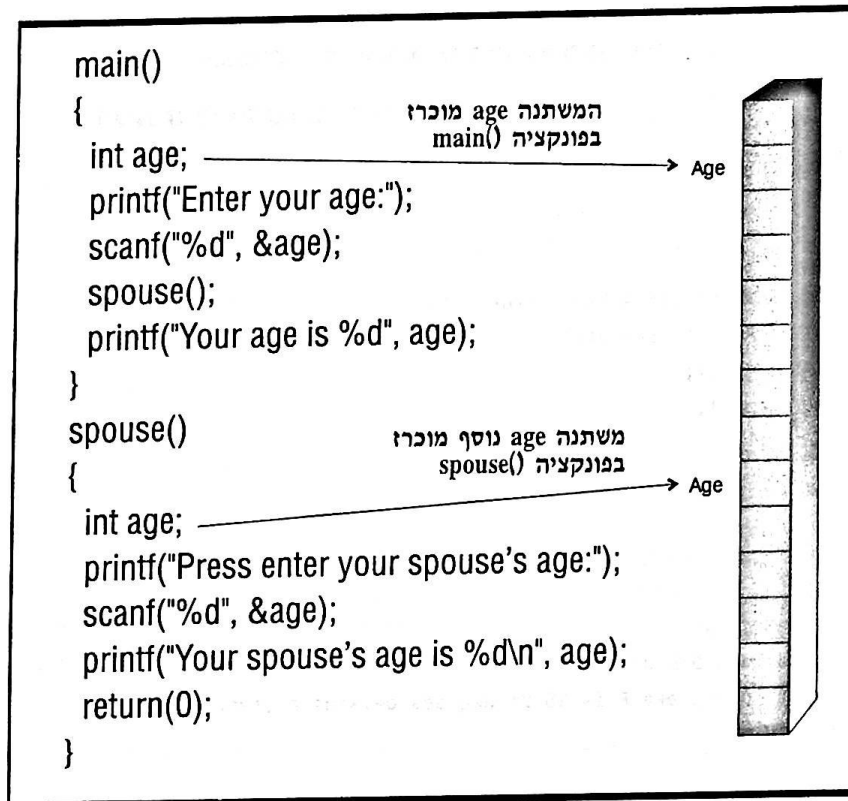 main()
{
המשתנה age מוכרז
בפונקציה main()
int age;
Age
printf("Enter your age:");
scanf("%d", &age);
spouse();
printf("Your age is %d", age);
}
spouse()
משתנה age נוסף מוכרז
בפונקציה spouse()
{
Age
int age;
printf("Press enter your spouse's age:");
scanf("%d", &age);
printf("Your spouse's age is %d\n", age);
return(0);
}